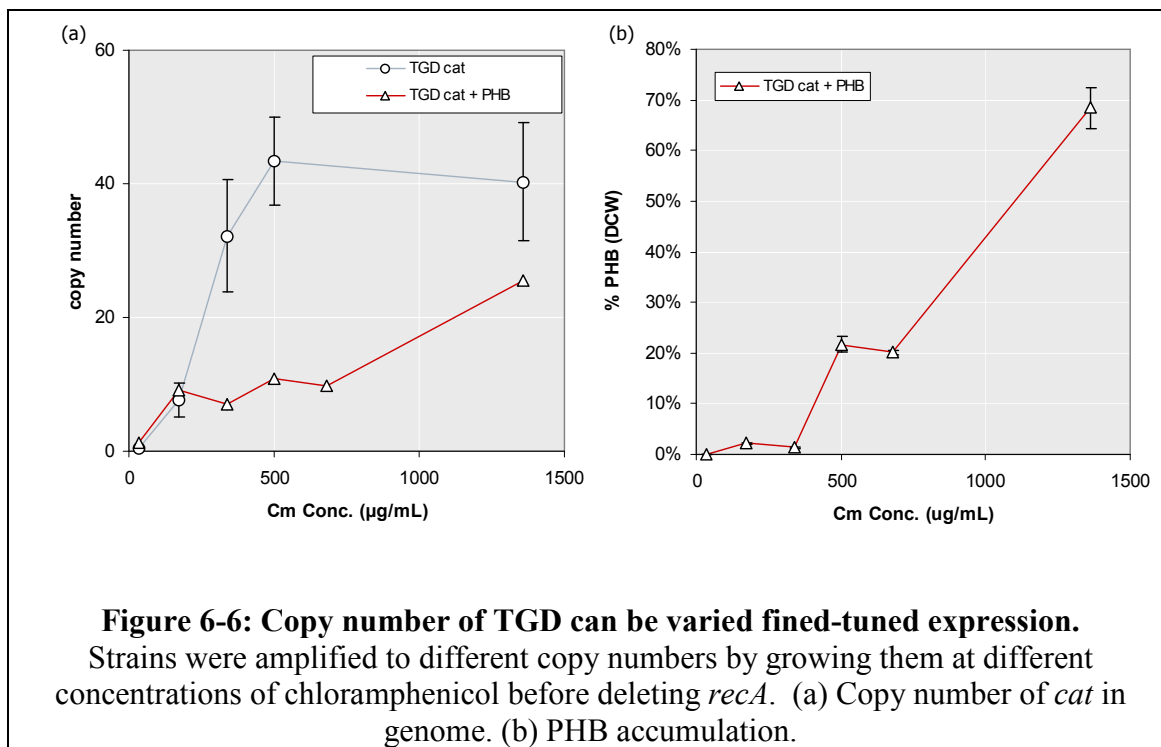 (a)
60
40
20
0
copy number
TGD cat
TGD cat + PHB
0 500 1000 1500
Cm Conc. (µg/mL)
(b)
80%
70%
60%
50%
40%
30%
20%
10%
0%
% PHB (DCW)
TGD cat + PHB
0 500 1000 1500
Cm Conc. (ug/mL)
Figure 6-6: Copy number of TGD can be varied fined-tuned expression.
Strains were amplified to different copy numbers by growing them at different
concentrations of chloramphenicol before deleting recA. (a) Copy number of cat in
genome. (b) PHB accumulation.